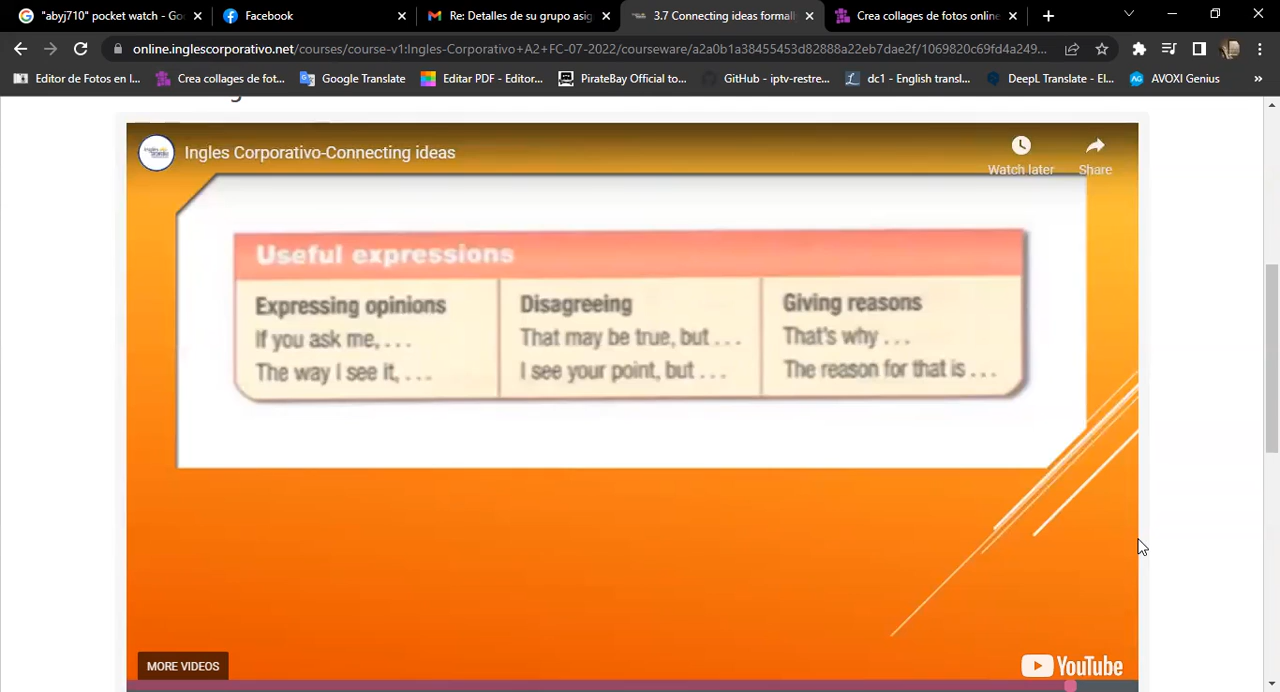 "abyj710" pocket watch - Go
Facebook
Re: Detalles de su grupo asig
3.7 Connecting ideas formall
Crea collages de fotos online
online.inglescorporativo.net/courses/course-v1:Ingles-Corporativo+A2+FC-07-2022/courseware/a2a0b1a38455453d82888a22eb7dae2f/1069820c69fd4a249...
Editor de Fotos en l...
Crea collages de fot...
Google Translate
Editar PDF - Editor...
PirateBay Official to...
GitHub - iptv-restre...
dc1 - English transl...
DeepL Translate - El...
AVOXI Genius
»
Ingles Corporativo-Connecting ideas
Watch later
Share
Useful expressions
Expressing opinions
If you ask me, . . .
The way I see it, . . .
Disagreeing
That may be true, but . . .
I see your point, but . . .
Giving reasons
That's why . . .
The reason for that is . . .
MORE VIDEOS
YouTube